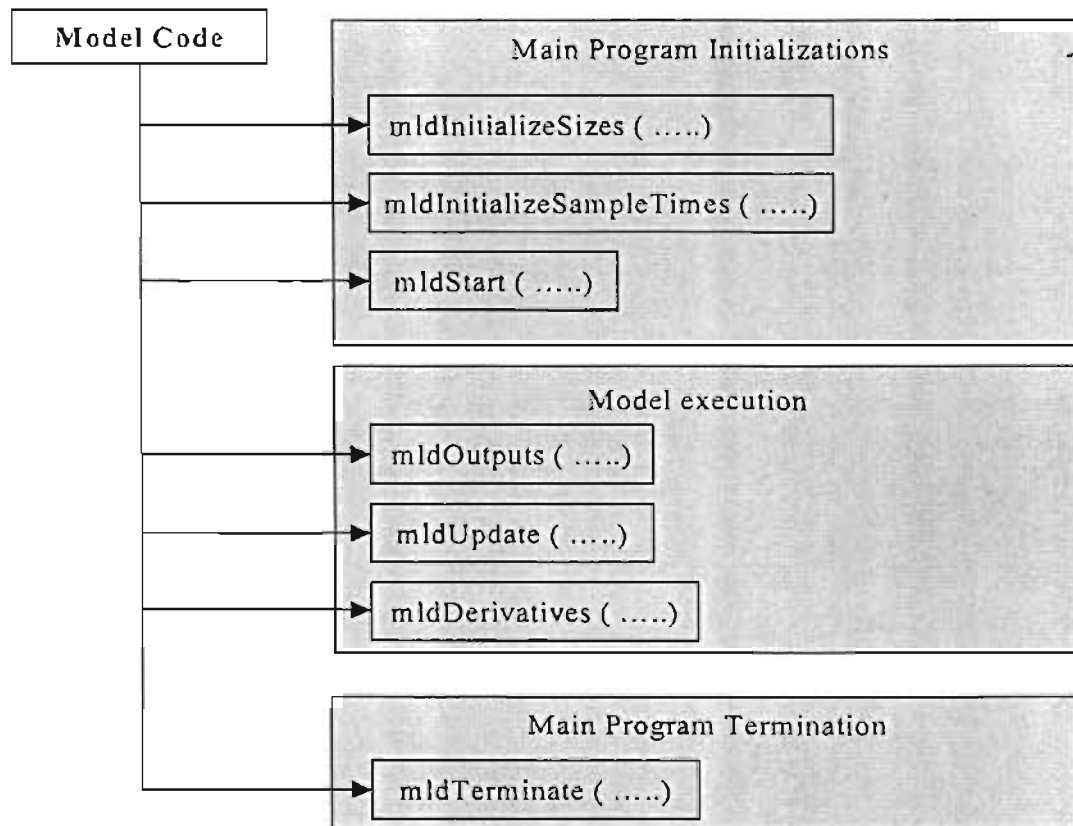 Model Code
Main Program Initializations
mldInitializeSizes ( .....)
mldInitializeSampleTimes ( .....)
mldStart ( .....)
Model execution
mldOutputs ( .....)
mldUpdate ( .....)
mldDerivatives ( .....)
Main Program Termination
mldTerminate ( .....)